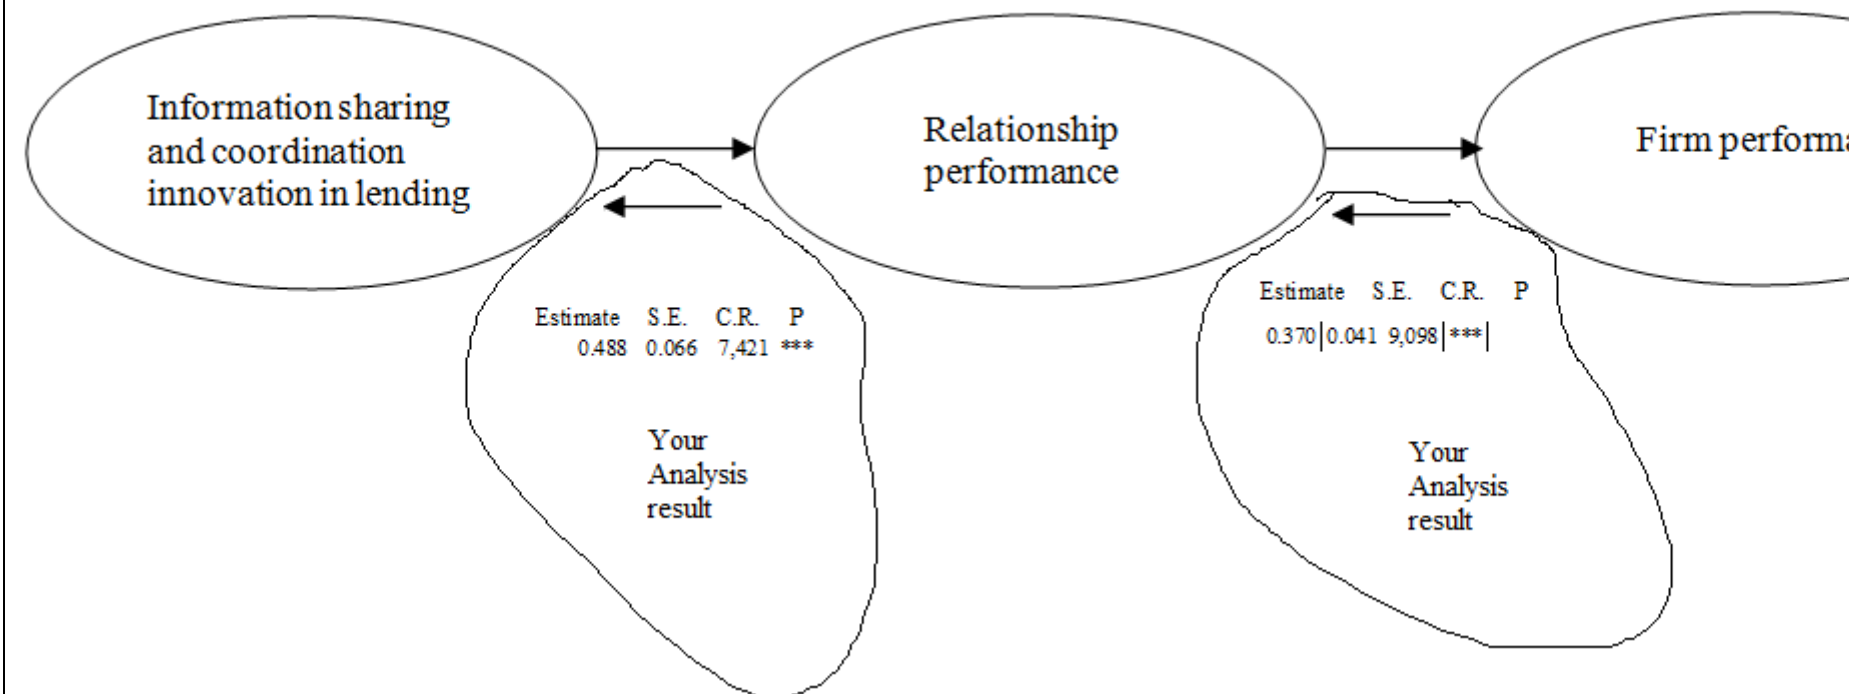 Information sharing
and coordination
innovation in lending
Relationship
performance
Firm performa
Estimate S.E. C.R. P
0.488 0.066 7,421 ***
Your
Analysis
result
Estimate S.E. C.R. P
0.370 0.041 9,098 ***
Your
Analysis
result